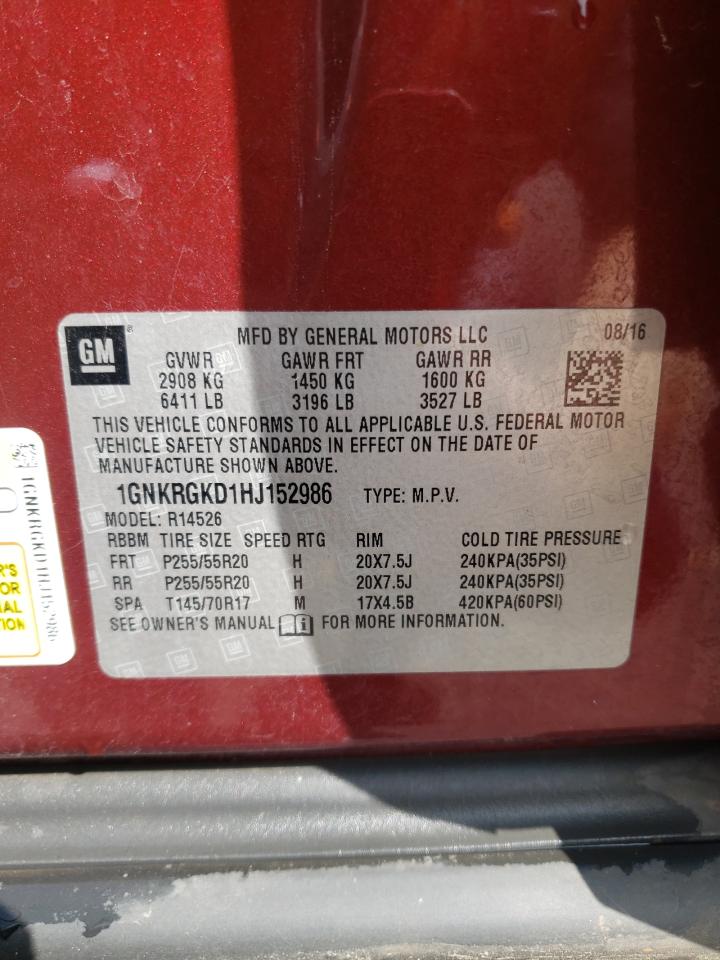 GM
MFD BY GENERAL MOTORS LLC 08/16
GVWR GAWR FRT GAWR RR
2908 KG 1450 KG 1600 KG
6411 LB 3196 LB 3527 LB
THIS VEHICLE CONFORMS TO ALL APPLICABLE U.S. FEDERAL MOTOR
VEHICLE SAFETY STANDARDS IN EFFECT ON THE DATE OF
MANUFACTURE SHOWN ABOVE.
1GNKRGKD1HJ152986 TYPE: M.P.V.
MODEL: R14526
RBBM TIRE SIZE SPEED RTG RIM COLD TIRE PRESSURE
FRT P255/55R20 H 20X7.5J 240KPA(35PSI)
RR P255/55R20 H 20X7.5J 240KPA(35PSI)
SPA T145/70R17 M 17X4.5B 420KPA(60PSI)
SEE OWNER'S MANUAL FOR MORE INFORMATION.
1GNKRGKD1HJ152986
R'S
OR